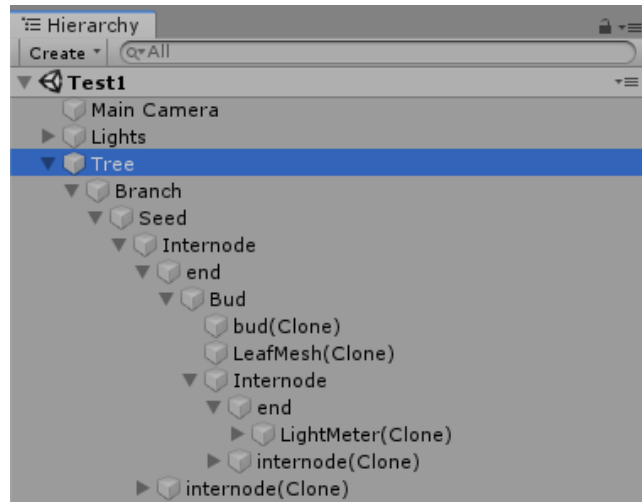 Hierarchy
Create All
Test1
Main Camera
Lights
Tree
Branch
Seed
Internode
end
Bud
bud(Clone)
LeafMesh(Clone)
Internode
end
LightMeter(Clone)
internode(Clone)
internode(Clone)